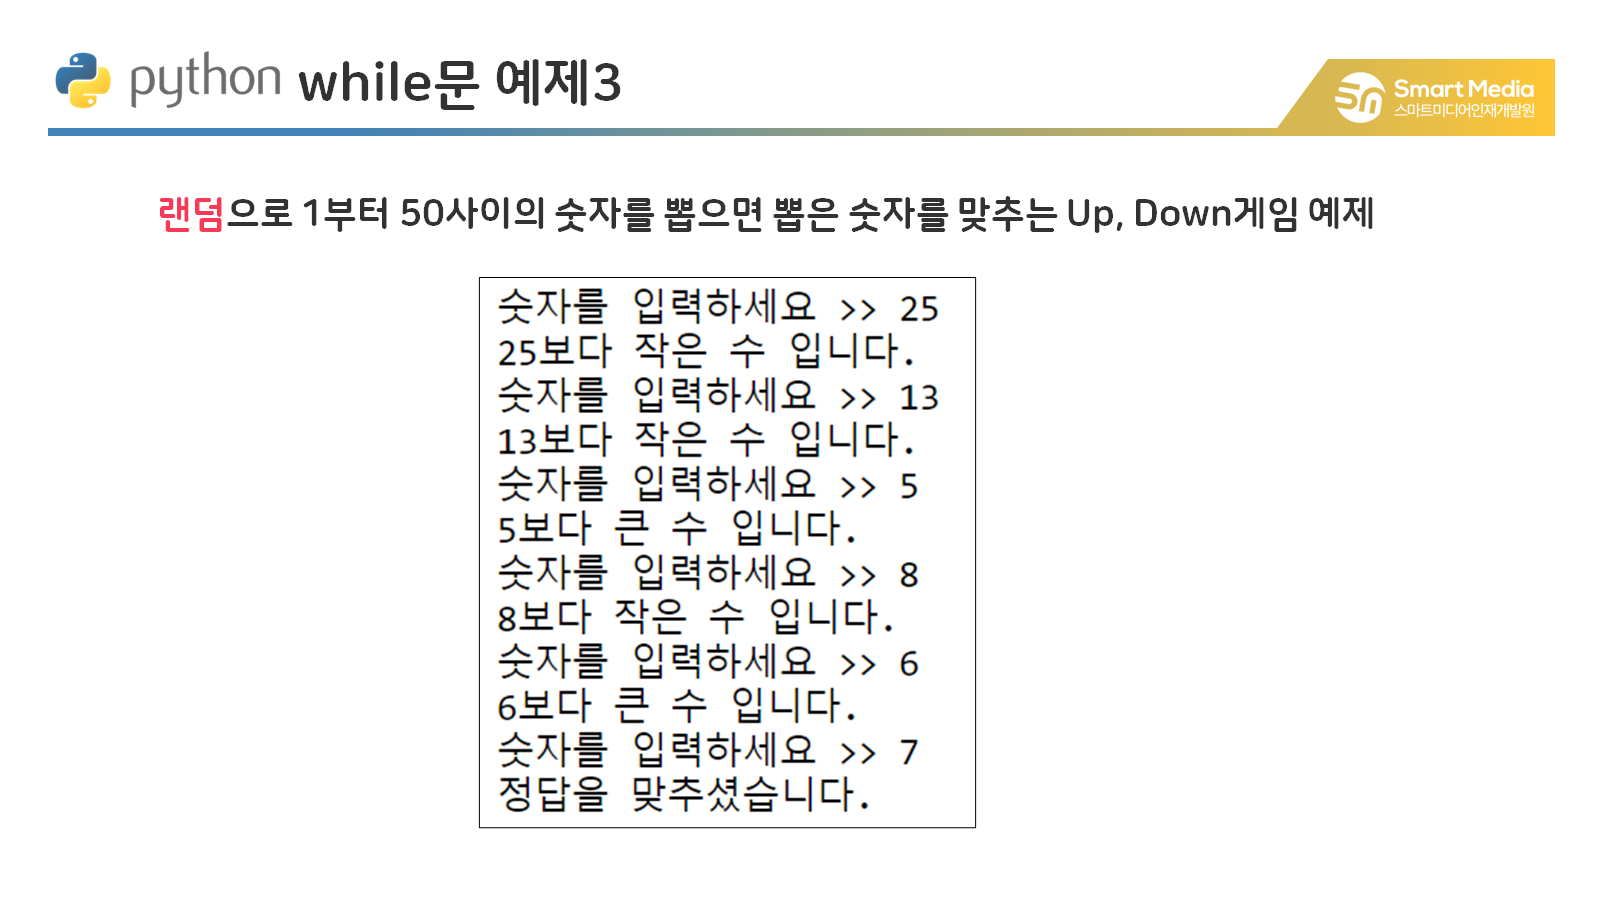 python while문 예제3
Smart Media
스마트미디어인재개발원
랜덤으로 1부터 50사이의 숫자를 뽑으면 뽑은 숫자를 맞추는 Up, Down게임 예제
숫자를 입력하세요 >> 25
25보다 작은 수 입니다.
숫자를 입력하세요 >> 13
13보다 작은 수 입니다.
숫자를 입력하세요 >> 5
5보다 큰 수 입니다.
숫자를 입력하세요 >> 8
8보다 작은 수 입니다.
숫자를 입력하세요 >> 6
6보다 큰 수 입니다.
숫자를 입력하세요 >> 7
정답을 맞추셨습니다.